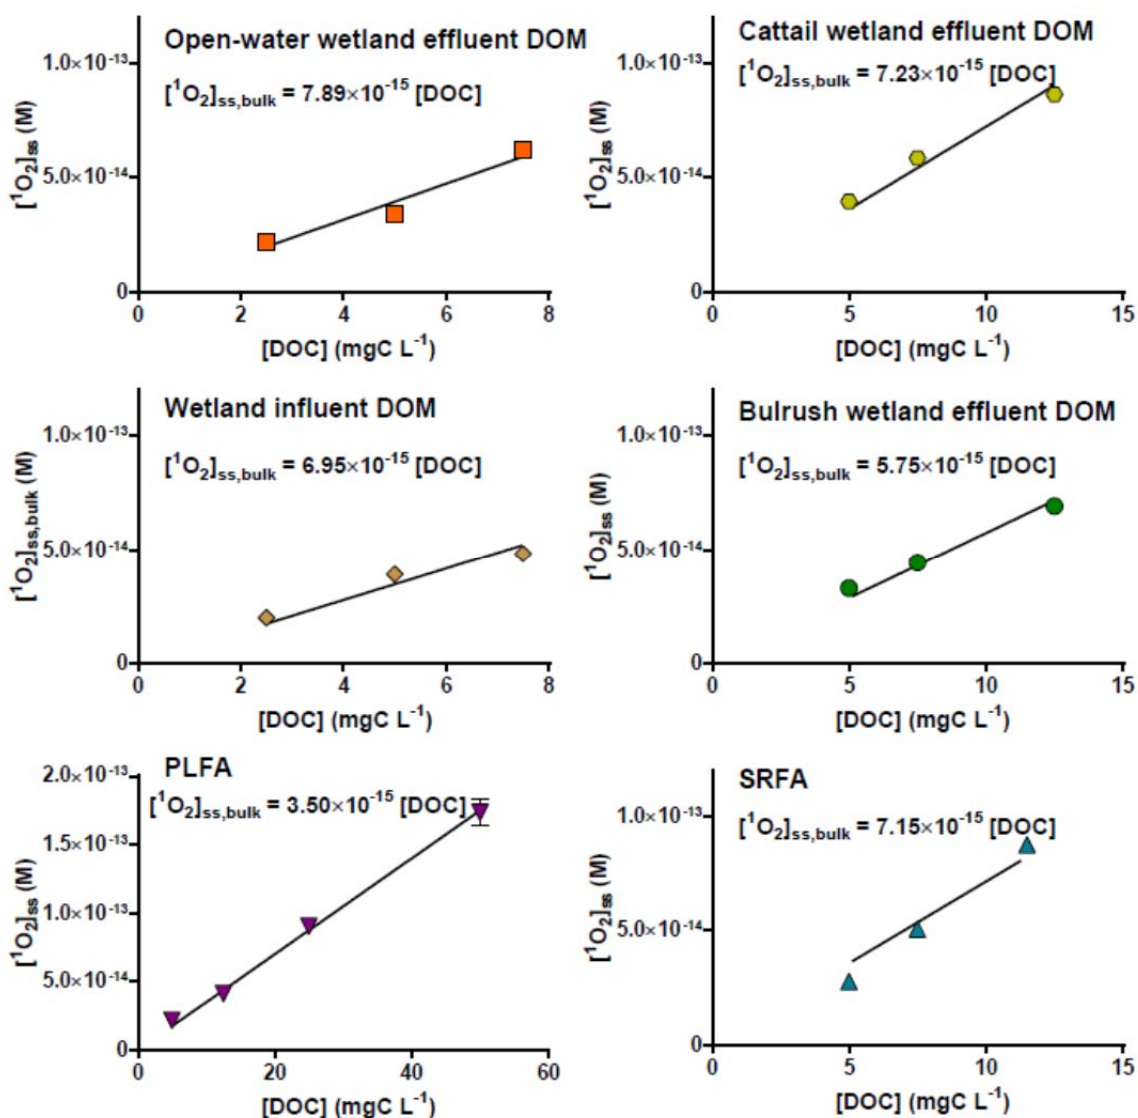 Open-water wetland effluent DOM
[¹O₂]ss,bulk = 7.89×10⁻¹⁵ [DOC]
[¹O₂]ss (M)
1.0×10⁻¹³
5.0×10⁻¹⁴
0
0 2 4 6 8
[DOC] (mgC L⁻¹)
Cattail wetland effluent DOM
[¹O₂]ss,bulk = 7.23×10⁻¹⁵ [DOC]
[¹O₂]ss (M)
1.0×10⁻¹³
5.0×10⁻¹⁴
0
0 5 10 15
[DOC] (mgC L⁻¹)
Wetland influent DOM
[¹O₂]ss,bulk = 6.95×10⁻¹⁵ [DOC]
[¹O₂]ss,bulk (M)
1.0×10⁻¹³
5.0×10⁻¹⁴
0
0 2 4 6 8
[DOC] (mgC L⁻¹)
Bulrush wetland effluent DOM
[¹O₂]ss,bulk = 5.75×10⁻¹⁵ [DOC]
[¹O₂]ss (M)
1.0×10⁻¹³
5.0×10⁻¹⁴
0
0 5 10 15
[DOC] (mgC L⁻¹)
PLFA
[¹O₂]ss,bulk = 3.50×10⁻¹⁵ [DOC]
[¹O₂]ss (M)
2.0×10⁻¹³
1.5×10⁻¹³
1.0×10⁻¹³
5.0×10⁻¹⁴
0
0 20 40 60
[DOC] (mgC L⁻¹)
SRFA
[¹O₂]ss,bulk = 7.15×10⁻¹⁵ [DOC]
[¹O₂]ss (M)
1.0×10⁻¹³
5.0×10⁻¹⁴
0
0 5 10 15
[DOC] (mgC L⁻¹)